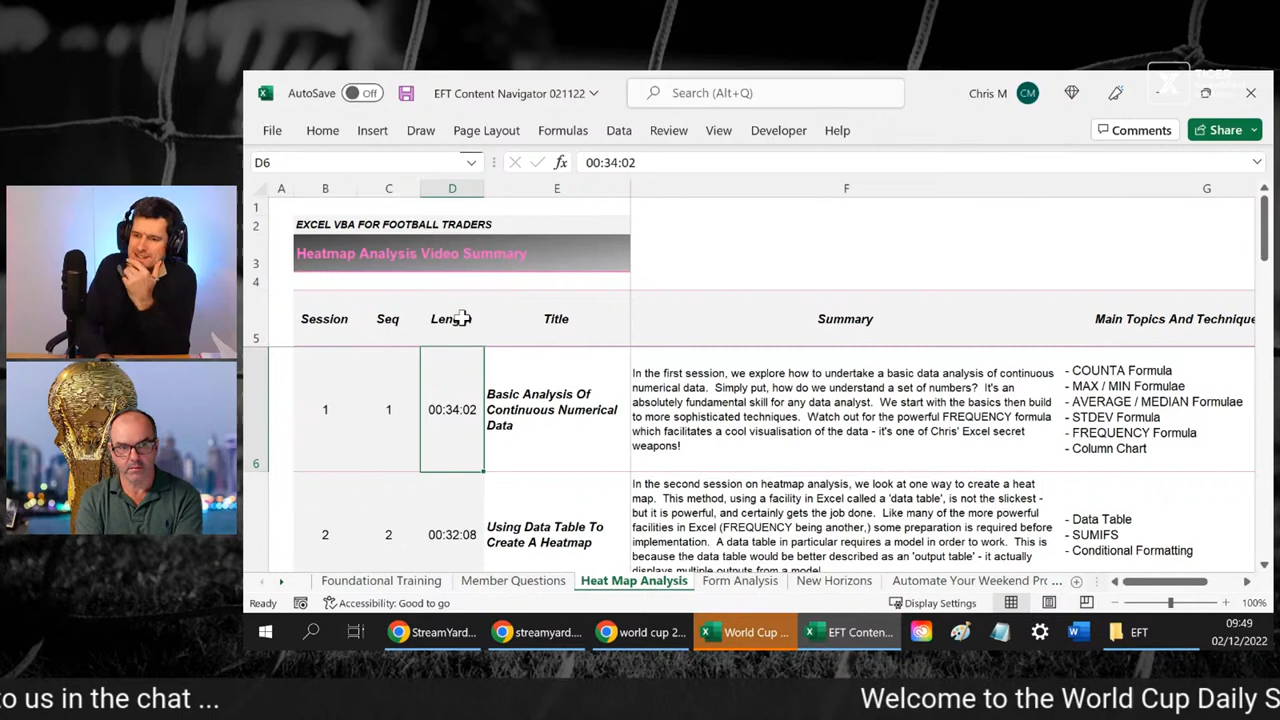 AutoSave Off EFT Content Navigator 021122 Search (Alt+Q) Chris M CM
File Home Insert Draw Page Layout Formulas Data Review View Developer Help Comments Share
D6 fx 00:34:02
A B C D E F G
1
2 EXCEL VBA FOR FOOTBALL TRADERS
3 Heatmap Analysis Video Summary
4
5 Session Seq Title Summary Main Topics And Technique
6
1 1 00:34:02
Basic Analysis Of
Continuous Numerical
Data
In the first session, we explore how to undertake a basic data analysis of continuous
numerical data. Simply put, how do we understand a set of numbers? It's an
absolutely fundamental skill for any data analyst. We start with the basics then build
to more sophisticated techniques. Watch out for the powerful FREQUENCY formula
which facilitates a cool visualisation of the data - it's one of Chris' Excel secret
weapons!
- COUNTA Formula
- MAX / MIN Formulae
- AVERAGE / MEDIAN Formulae
- STDEV Formula
- FREQUENCY Formula
- Column Chart
2 2 00:32:08
Using Data Table To
Create A Heatmap
In the second session on heatmap analysis, we look at one way to create a heat
map. This method, using a facility in Excel called a 'data table', is not the slickest -
but it is powerful, and certainly gets the job done. Like many of the more powerful
facilities in Excel (FREQUENCY being another,) some preparation is required before
implementation. A data table in particular requires a model in order to work. This is
because the data table would be better described as an 'output table' - it actually
displays multiple outputs from a model.
- Data Table
- SUMIFS
- Conditional Formatting
Foundational Training Member Questions Heat Map Analysis Form Analysis New Horizons Automate Your Weekend Prc ...
Ready Accessibility: Good to go Display Settings 100%
StreamYard... streamyard.... world cup 2... World Cup ... EFT Conten... EFT 09:49
02/12/2022
to us in the chat ... Welcome to the World Cup Daily S